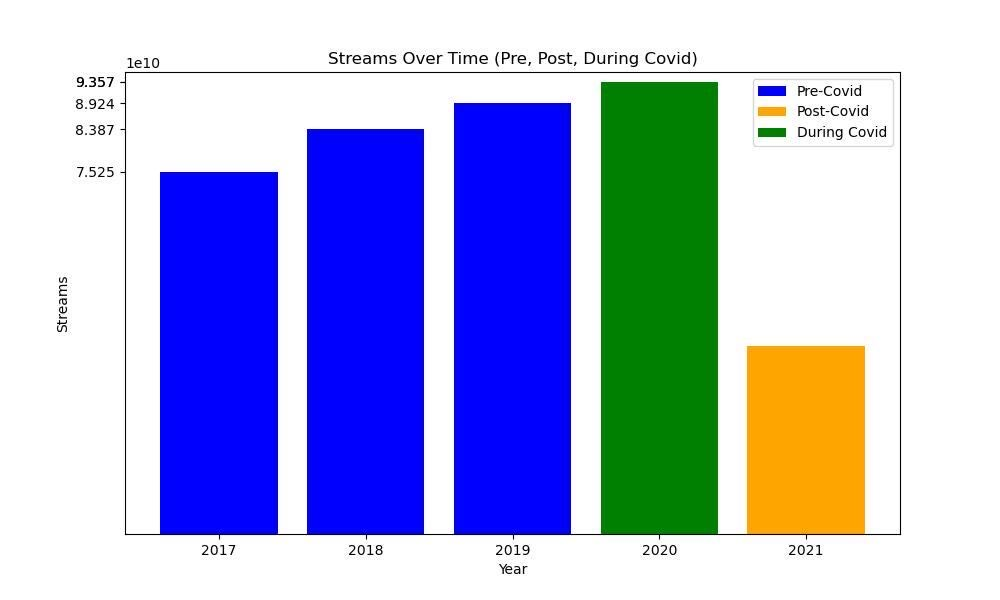 Streams Over Time (Pre, Post, During Covid)
1e10
9.357
8.924
8.387
7.525
Streams
Pre-Covid
Post-Covid
During Covid
2017 2018 2019 2020 2021
Year